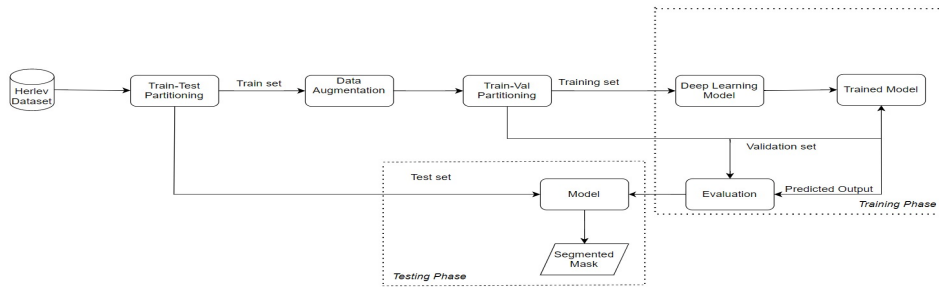 Herlev
Dataset
Train-Test
Partitioning
Train set
Data
Augmentation
Train-Val
Partitioning
Training set
Deep Learning
Model
Trained Model
Validation set
Test set
Model
Evaluation
Predicted Output
Training Phase
Segmented
Mask
Testing Phase